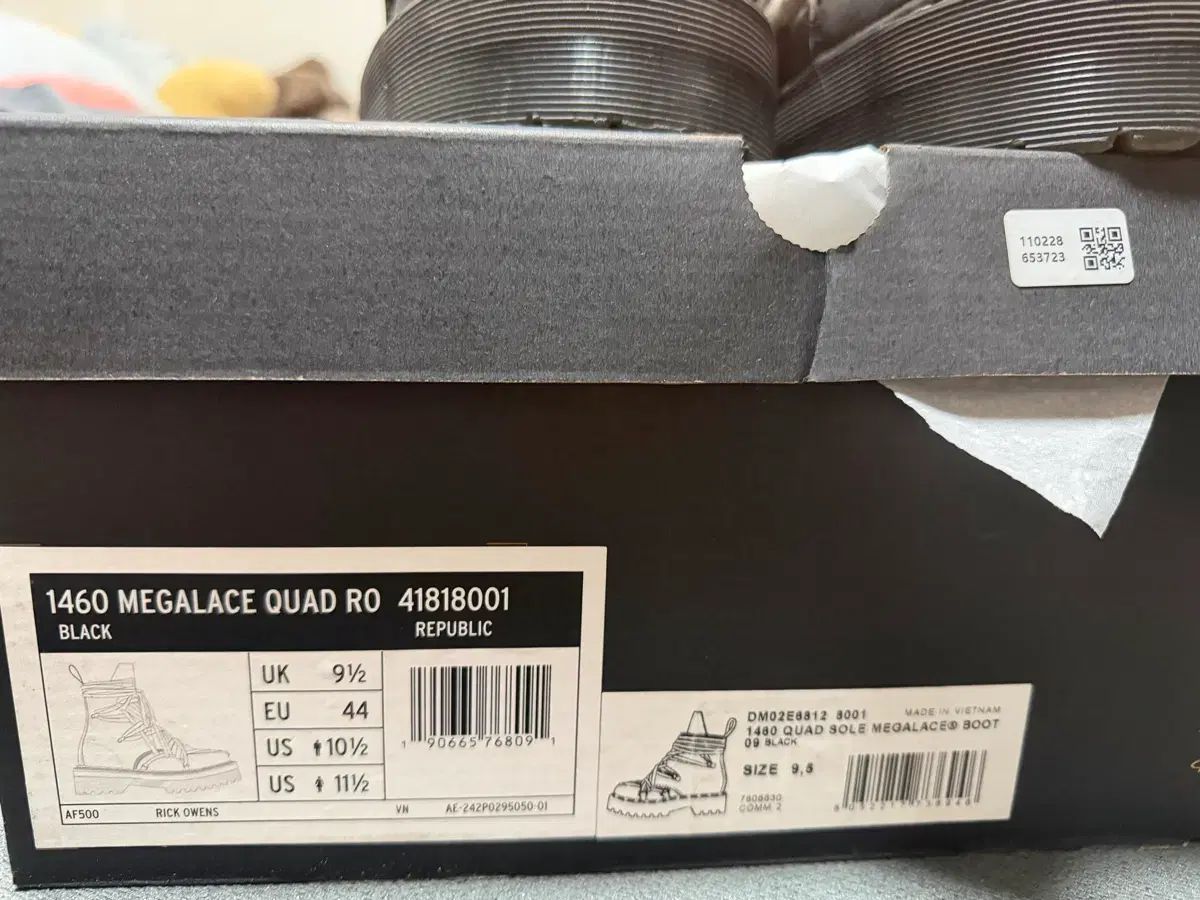 110228
653723
1460 MEGALACE QUAD RO 41818001
BLACK REPUBLIC
UK 9½
EU 44
US 10½
US 11½
1 90665 76809 1
AF500 RICK OWENS VN AE-242P0295050-01
DM02E6812 8001 MADE IN VIETNAM
1460 QUAD SOLE MEGALACE® BOOT
09 BLACK
SIZE 9,5
COMM 2